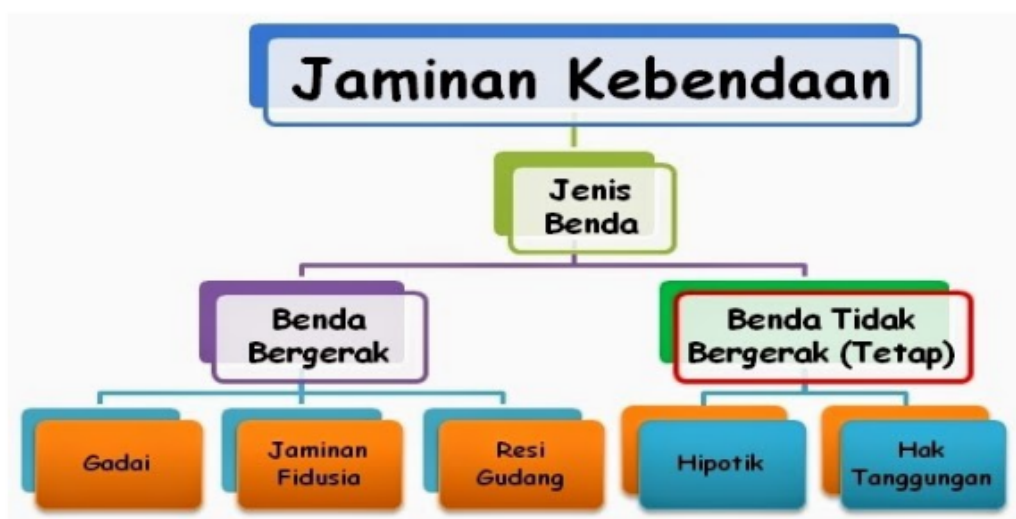 Jaminan Kebendaan
Jenis
Benda
Benda
Bergerak
Benda Tidak
Bergerak (Tetap)
Gadai
Jaminan
Fidusia
Resi
Gudang
Hipotik
Hak
Tanggungan